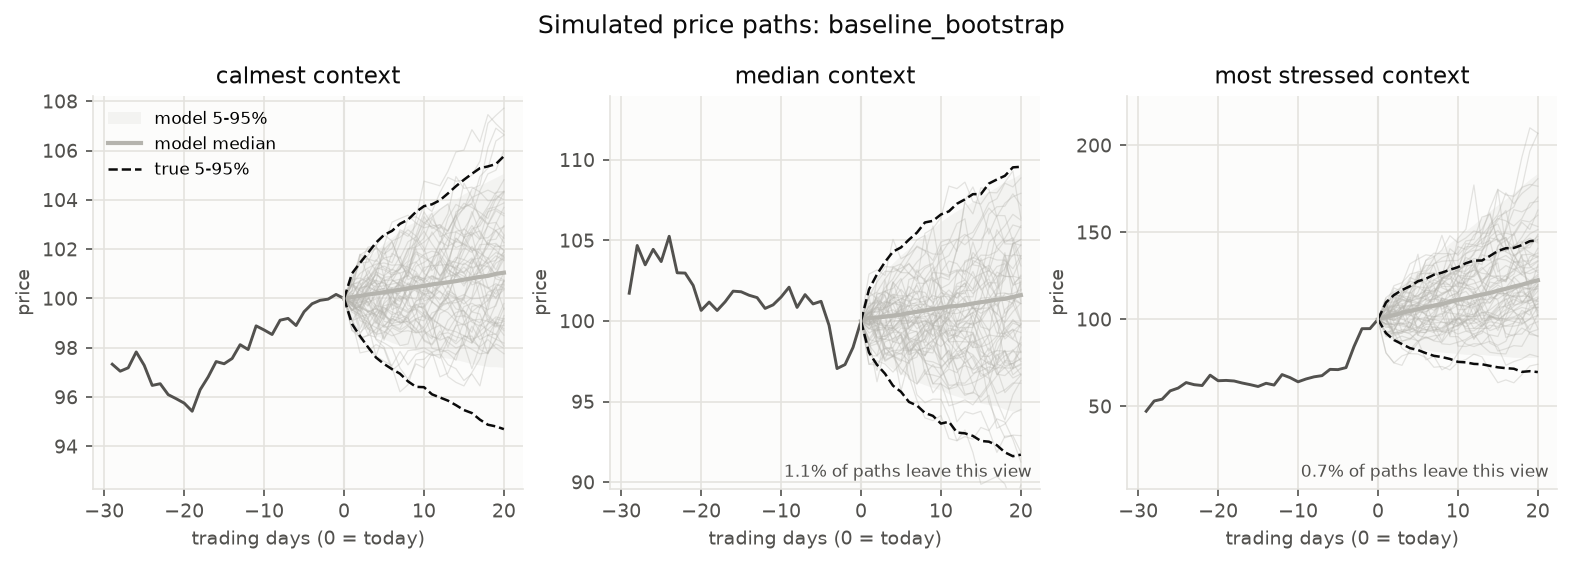 Simulated price paths: baseline_bootstrap
calmest context
108
106
104
102
100
98
96
94
price
model 5-95%
model median
true 5-95%
−30
−20
−10
0
10
20
trading days (0 = today)
median context
110
105
100
95
90
price
1.1% of paths leave this view
−30
−20
−10
0
10
20
trading days (0 = today)
most stressed context
200
150
100
50
price
0.7% of paths leave this view
−30
−20
−10
0
10
20
trading days (0 = today)